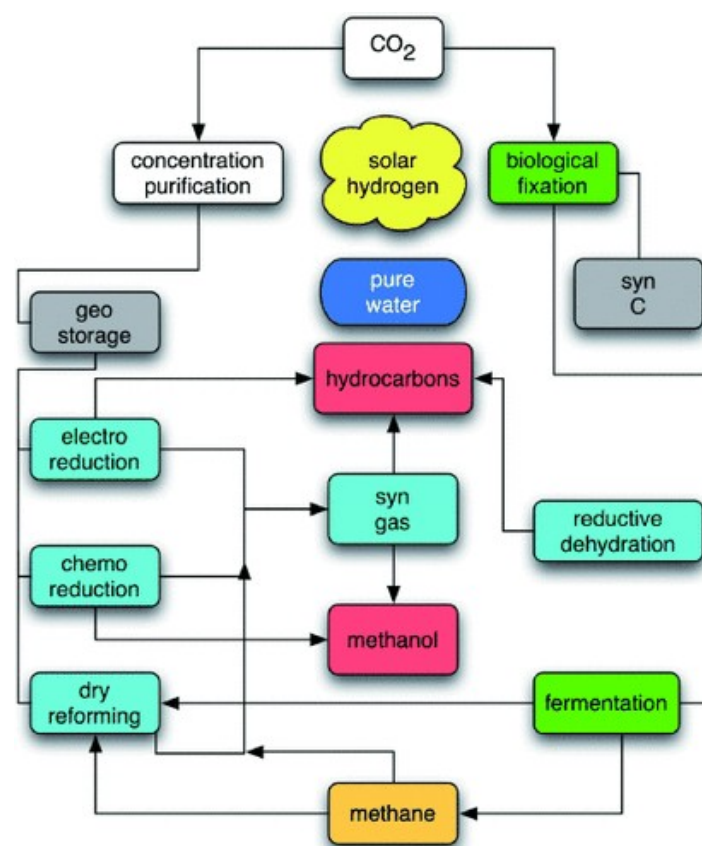 CO2
concentration
purification
solar
hydrogen
biological
fixation
geo
storage
pure
water
syn
C
hydrocarbons
electro
reduction
syn
gas
reductive
dehydration
chemo
reduction
methanol
dry
reforming
fermentation
methane